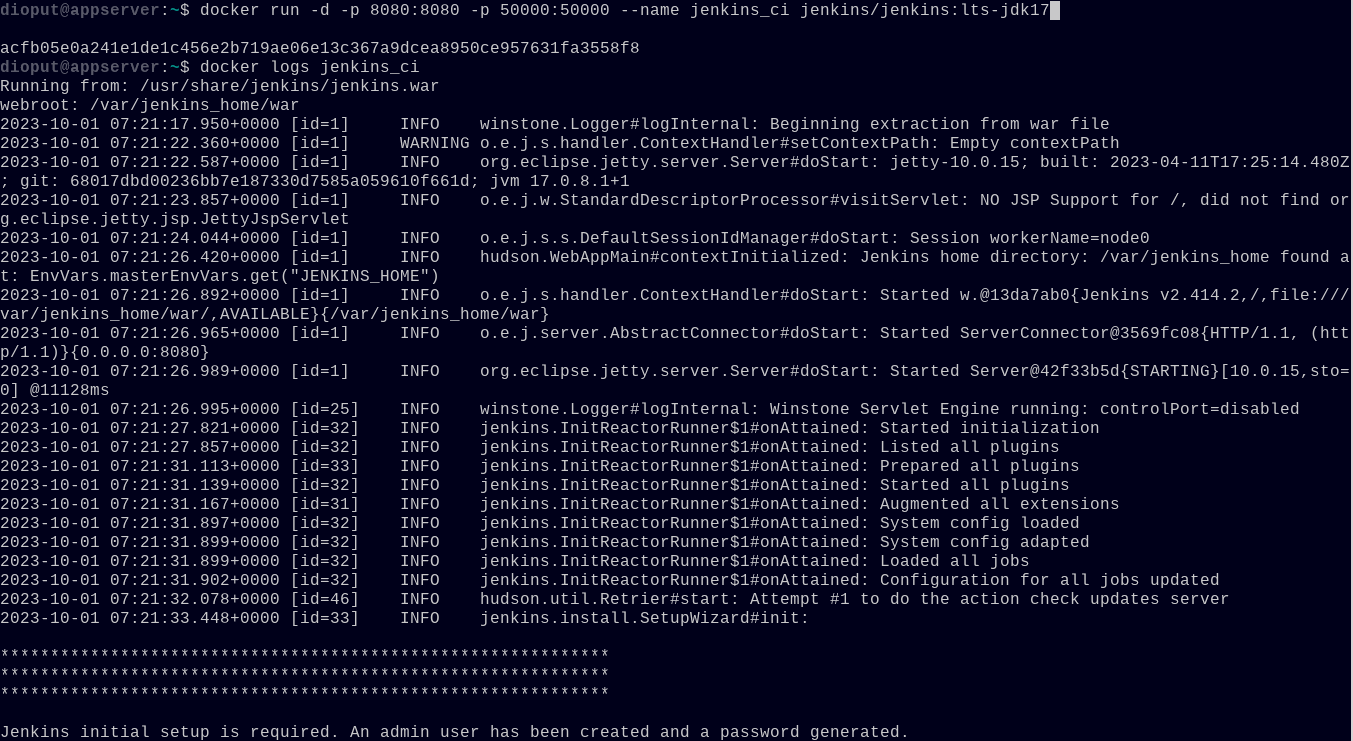 dioput@appserver:~$ docker run -d -p 8080:8080 -p 50000:50000 --name jenkins_ci jenkins/jenkins:lts-jdk17
acfb05e0a241e1de1c456e2b719ae06e13c367a9dcea8950ce957631fa3558f8
dioput@appserver:~$ docker logs jenkins_ci
Running from: /usr/share/jenkins/jenkins.war
webroot: /var/jenkins_home/war
2023-10-01 07:21:17.950+0000 [id=1]     INFO    winstone.Logger#logInternal: Beginning extraction from war file
2023-10-01 07:21:22.360+0000 [id=1]     WARNING o.e.j.s.handler.ContextHandler#setContextPath: Empty contextPath
2023-10-01 07:21:22.587+0000 [id=1]     INFO    org.eclipse.jetty.server.Server#doStart: jetty-10.0.15; built: 2023-04-11T17:25:14.480Z
; git: 68017dbd00236bb7e187330d7585a059610f661d; jvm 17.0.8.1+1
2023-10-01 07:21:23.857+0000 [id=1]     INFO    o.e.j.w.StandardDescriptorProcessor#visitServlet: NO JSP Support for /, did not find or
g.eclipse.jetty.jsp.JettyJspServlet
2023-10-01 07:21:24.044+0000 [id=1]     INFO    o.e.j.s.s.DefaultSessionIdManager#doStart: Session workerName=node0
2023-10-01 07:21:26.420+0000 [id=1]     INFO    hudson.WebAppMain#contextInitialized: Jenkins home directory: /var/jenkins_home found a
t: EnvVars.masterEnvVars.get("JENKINS_HOME")
2023-10-01 07:21:26.892+0000 [id=1]     INFO    o.e.j.s.handler.ContextHandler#doStart: Started w.@13da7ab0{Jenkins v2.414.2,/,file:///
var/jenkins_home/war/,AVAILABLE}{/var/jenkins_home/war}
2023-10-01 07:21:26.965+0000 [id=1]     INFO    o.e.j.server.AbstractConnector#doStart: Started ServerConnector@3569fc08{HTTP/1.1, (htt
p/1.1)}{0.0.0.0:8080}
2023-10-01 07:21:26.989+0000 [id=1]     INFO    org.eclipse.jetty.server.Server#doStart: Started Server@42f33b5d{STARTING}[10.0.15,sto=
0] @11128ms
2023-10-01 07:21:26.995+0000 [id=25]    INFO    winstone.Logger#logInternal: Winstone Servlet Engine running: controlPort=disabled
2023-10-01 07:21:27.821+0000 [id=32]    INFO    jenkins.InitReactorRunner$1#onAttained: Started initialization
2023-10-01 07:21:27.857+0000 [id=32]    INFO    jenkins.InitReactorRunner$1#onAttained: Listed all plugins
2023-10-01 07:21:31.113+0000 [id=33]    INFO    jenkins.InitReactorRunner$1#onAttained: Prepared all plugins
2023-10-01 07:21:31.139+0000 [id=32]    INFO    jenkins.InitReactorRunner$1#onAttained: Started all plugins
2023-10-01 07:21:31.167+0000 [id=31]    INFO    jenkins.InitReactorRunner$1#onAttained: Augmented all extensions
2023-10-01 07:21:31.897+0000 [id=32]    INFO    jenkins.InitReactorRunner$1#onAttained: System config loaded
2023-10-01 07:21:31.899+0000 [id=32]    INFO    jenkins.InitReactorRunner$1#onAttained: System config adapted
2023-10-01 07:21:31.899+0000 [id=32]    INFO    jenkins.InitReactorRunner$1#onAttained: Loaded all jobs
2023-10-01 07:21:31.902+0000 [id=32]    INFO    jenkins.InitReactorRunner$1#onAttained: Configuration for all jobs updated
2023-10-01 07:21:32.078+0000 [id=46]    INFO    hudson.util.Retrier#start: Attempt #1 to do the action check updates server
2023-10-01 07:21:33.448+0000 [id=33]    INFO    jenkins.install.SetupWizard#init:
*************************************************************
*************************************************************
*************************************************************
Jenkins initial setup is required. An admin user has been created and a password generated.